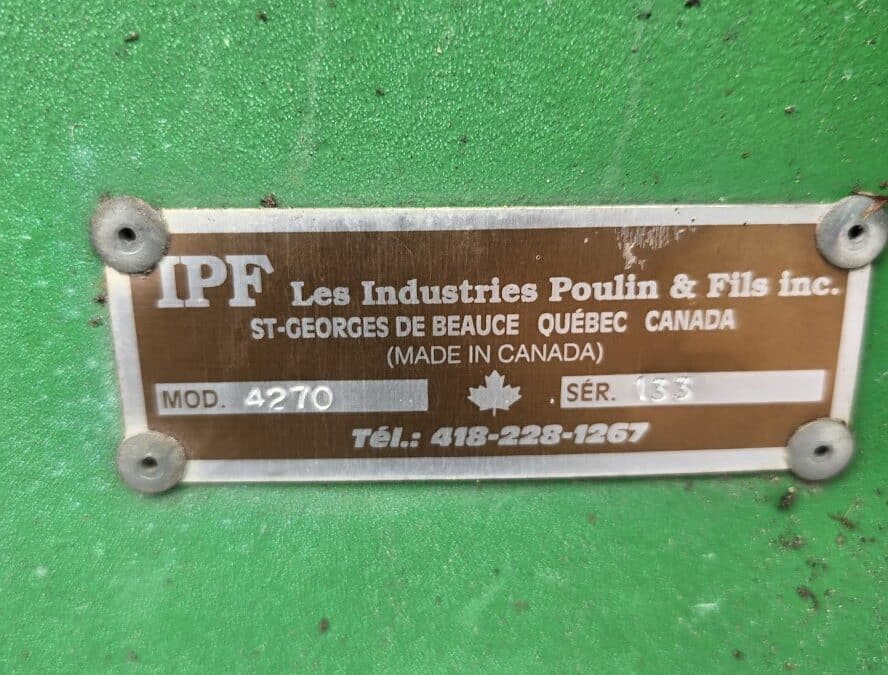 IPF Les Industries Poulin & Fils inc.
ST-GEORGES DE BEAUCE QUÉBEC CANADA
(MADE IN CANADA)
MOD. 4270 SÉR. 133
Tél.: 418-228-1267